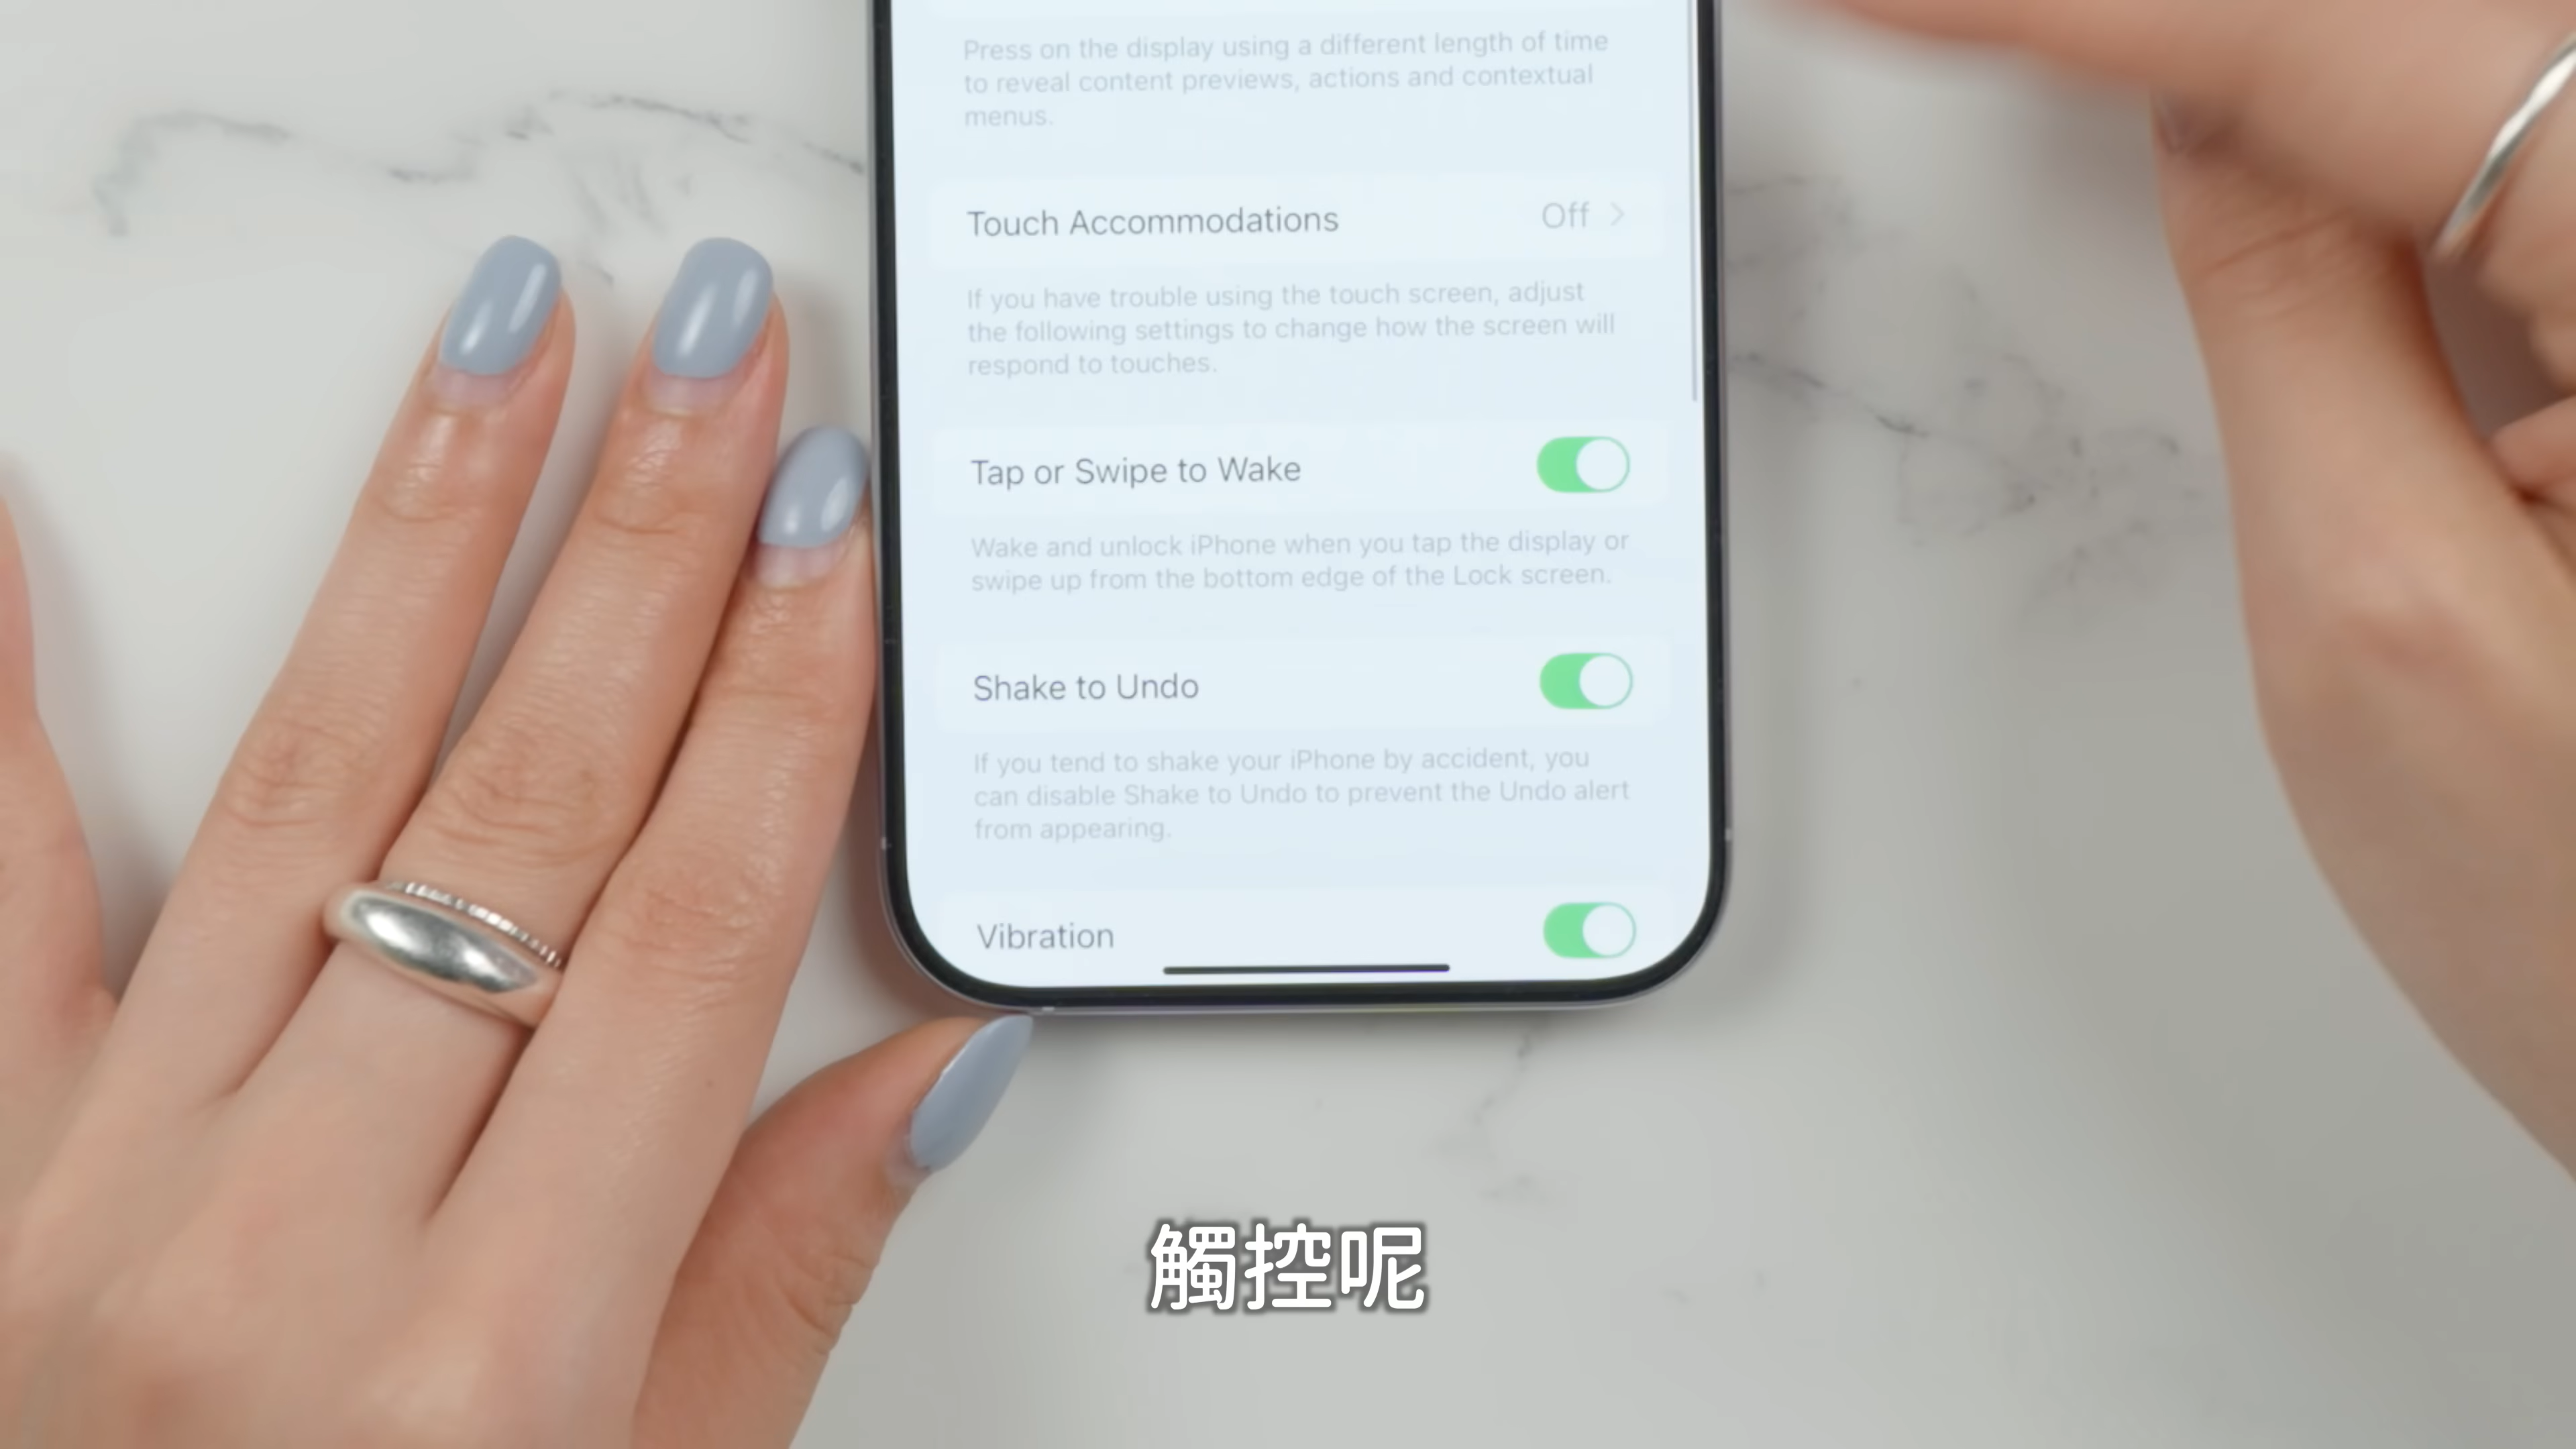 Press on the display using a different length of time
to reveal content previews, actions and contextual
menus.
Touch Accommodations Off
If you have trouble using the touch screen, adjust
the following settings to change how the screen will
respond to touches.
Tap or Swipe to Wake
Wake and unlock iPhone when you tap the display or
swipe up from the bottom edge of the Lock screen.
Shake to Undo
If you tend to shake your iPhone by accident, you
can disable Shake to Undo to prevent the Undo alert
from appearing.
Vibration
觸控呢